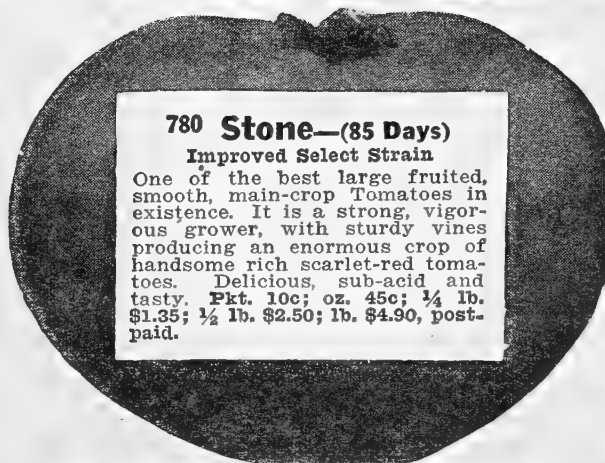 780 Stone—(85 Days)
Improved Select Strain
One of the best large fruited,
smooth, main-crop Tomatoes in
existence. It is a strong, vigor-
ous grower, with sturdy vines
producing an enormous crop of
handsome rich scarlet-red toma-
toes. Delicious, sub-acid and
tasty. Pkt. 10c; oz. 45c; ¼ lb.
$1.35; ½ lb. $2.50; lb. $4.90, post-
paid.